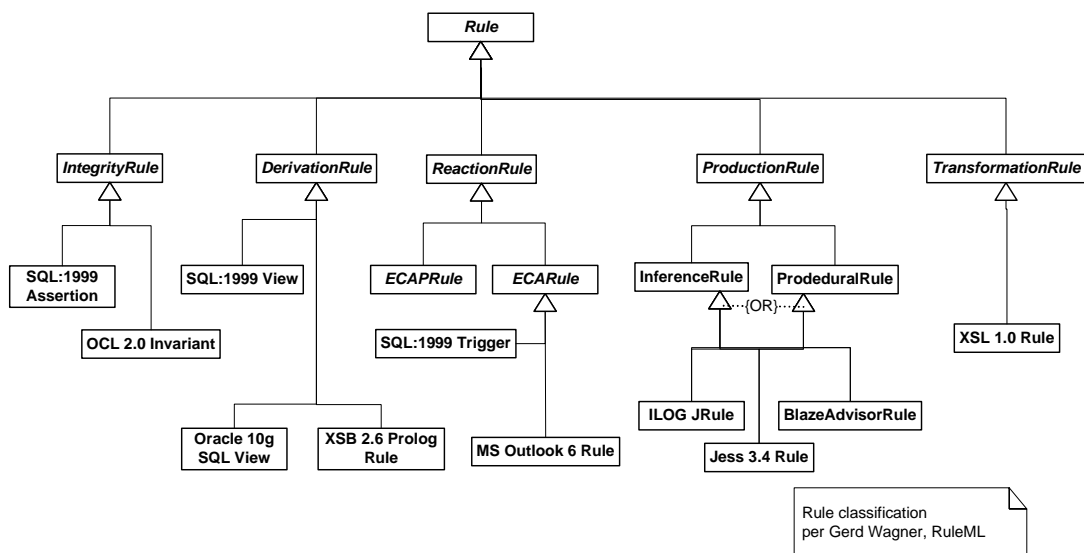 Rule
IntegrityRule
DerivationRule
ReactionRule
ProductionRule
TransformationRule
SQL:1999
Assertion
SQL:1999 View
ECAPRule
ECARule
InferenceRule
ProdeduralRule
{OR}
OCL 2.0 Invariant
SQL:1999 Trigger
XSL 1.0 Rule
ILOG JRule
BlazeAdvisorRule
Oracle 10g
SQL View
XSB 2.6 Prolog
Rule
MS Outlook 6 Rule
Jess 3.4 Rule
Rule classification
per Gerd Wagner, RuleML